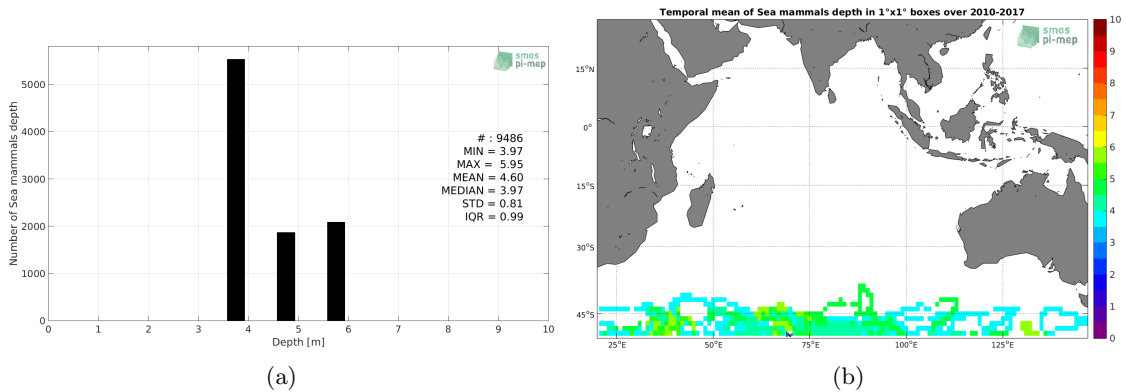 smos
pi-mep
5000
4000
3000
2000
1000
0
Number of Sea mammals depth
# : 9486
MIN = 3.97
MAX = 5.95
MEAN = 4.60
MEDIAN = 3.97
STD = 0.81
IQR = 0.99
0 1 2 3 4 5 6 7 8 9 10
Depth [m]
(a)
Temporal mean of Sea mammals depth in 1°x1° boxes over 2010-2017
smos
pi-mep
15°N
0°
15°S
30°S
45°S
25°E 50°E 75°E 100°E 125°E
10
9
8
7
6
5
4
3
2
1
0
(b)